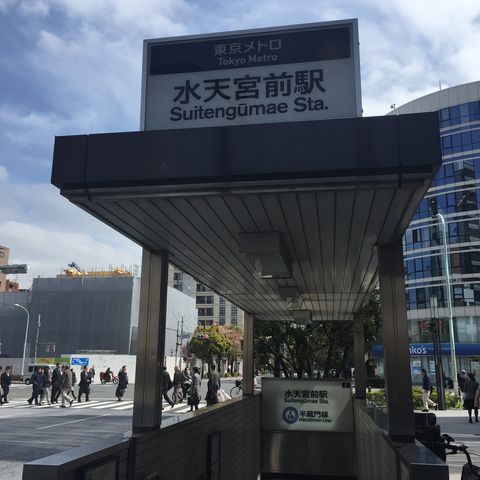 東京メトロ
Tokyo Metro
水天宮前駅
Suitengūmae Sta.
水天宮前駅
Suitengumae Sta.
半蔵門線
Hanzomon Line